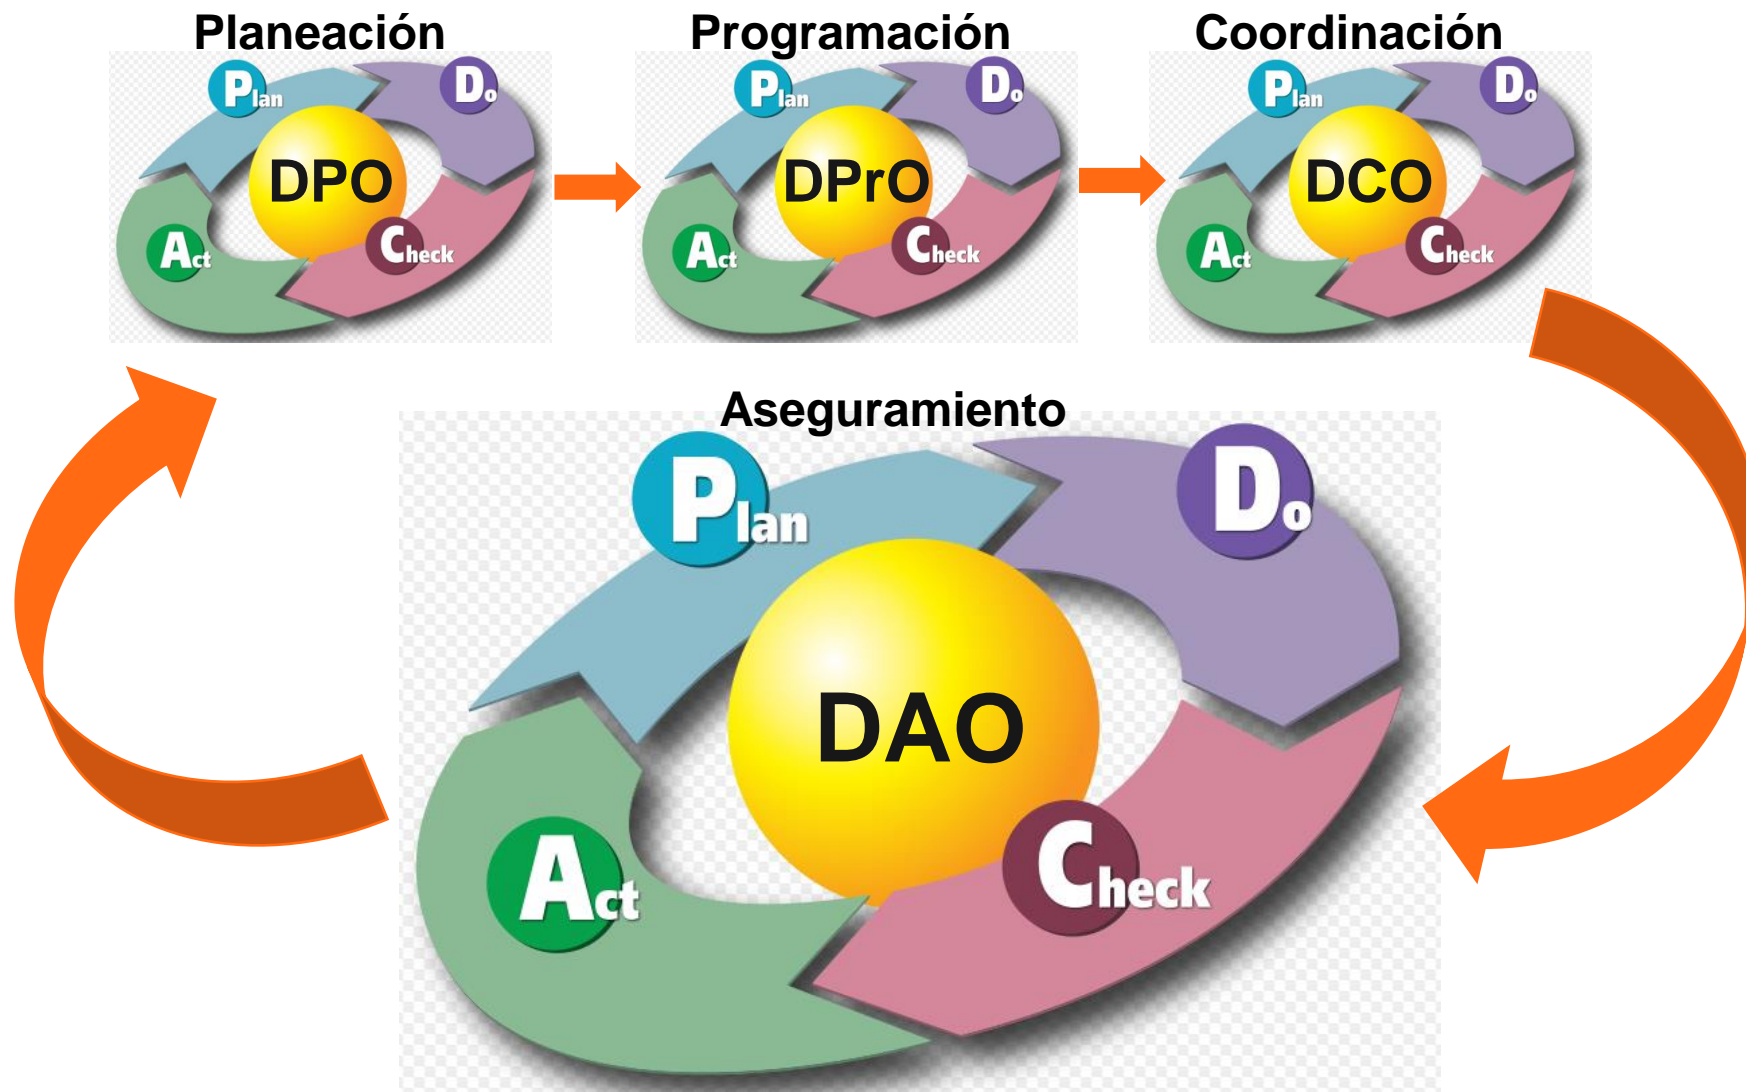 Planeación
Plan
Do
DPO
Act
Check
Programación
Plan
Do
DPrO
Act
Check
Coordinación
Plan
Do
DCO
Act
Check
Aseguramiento
Plan
Do
DAO
Act
Check